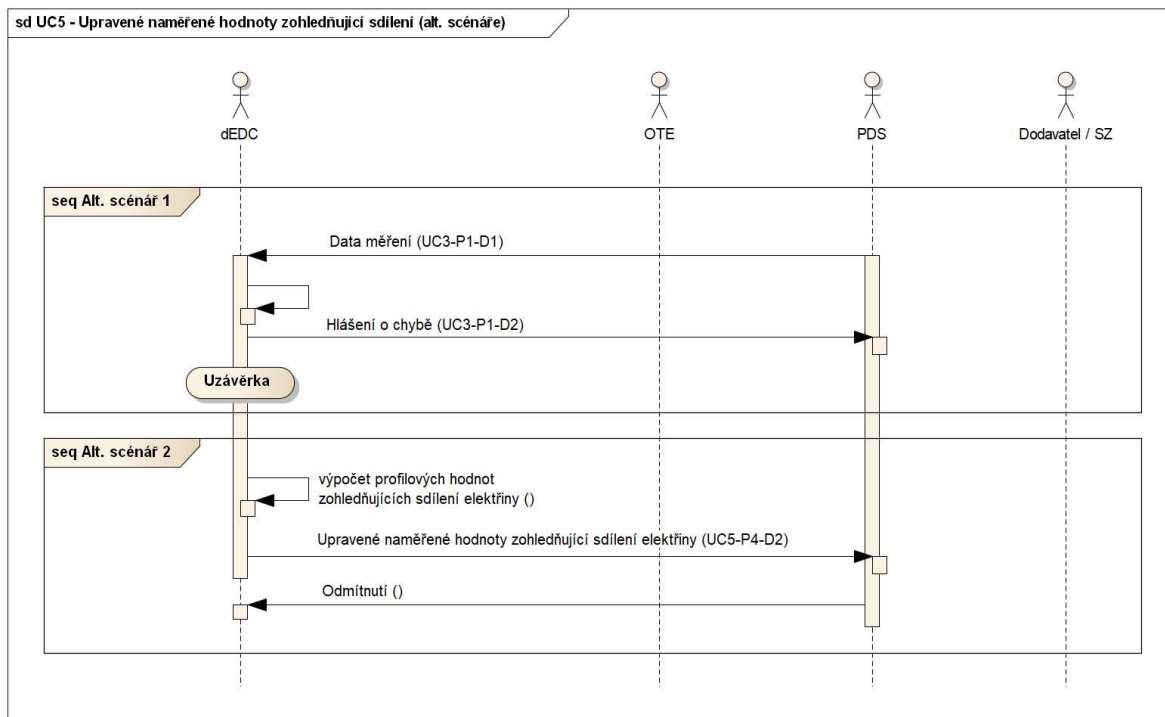 sd UC5 - Upravené naměřené hodnoty zohledňující sdílení (alt. scénáře)
dEDC
OTE
PDS
Dodavatel / SZ
seq Alt. scénář 1
Data měření (UC3-P1-D1)
Hlášení o chybě (UC3-P1-D2)
Uzávěrka
seq Alt. scénář 2
výpočet profilových hodnot
zohledňujících sdílení elektřiny ()
Upravené naměřené hodnoty zohledňující sdílení elektřiny (UC5-P4-D2)
Odmítnutí ()